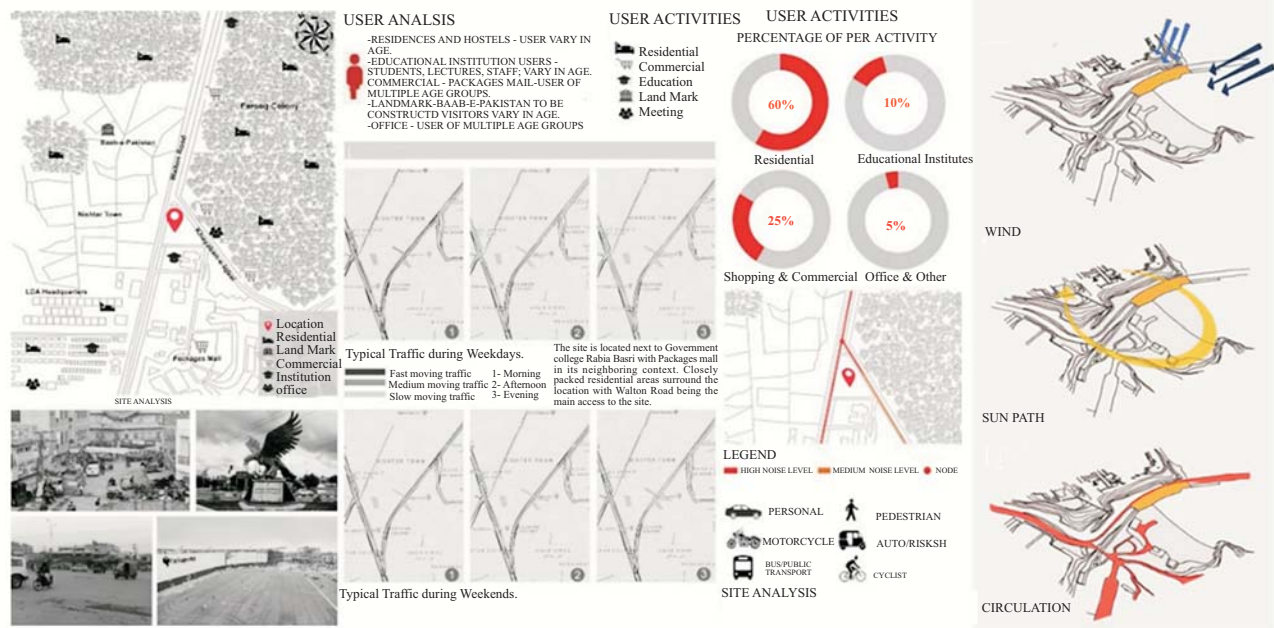 Farooq Colony
Baab-e-Pakistan
Walton Road
Nishtar Town
LDA Headquarters
Packages Mall
Location
Residential
Land Mark
Commercial
Institution
office
SITE ANALYSIS
USER ANALSIS
-RESIDENCES AND HOSTELS - USER VARY IN
AGE.
-EDUCATIONAL INSTITUTION USERS -
STUDENTS, LECTURES, STAFF; VARY IN AGE.
COMMERCIAL - PACKAGES MAIL-USER OF
MULTIPLE AGE GROUPS.
-LANDMARK-BAAB-E-PAKISTAN TO BE
CONSTRUCTD VISITORS VARY IN AGE.
-OFFICE - USER OF MULTIPLE AGE GROUPS
USER ACTIVITIES
Residential
Commercial
Education
Land Mark
Meeting
1
2
3
Typical Traffic during Weekdays.
Fast moving traffic
Medium moving traffic
Slow moving traffic
1- Morning
2- Afternoon
3- Evening
The site is located next to Government
college Rabia Basri with Packages mall
in its neighboring context. Closely
packed residential areas surround the
location with Walton Road being the
main access to the site.
1
2
3
Typical Traffic during Weekends.
USER ACTIVITIES
PERCENTAGE OF PER ACTIVITY
60%
Residential
10%
Educational Institutes
25%
Shopping & Commercial
5%
Office & Other
LEGEND
HIGH NOISE LEVEL
MEDIUM NOISE LEVEL
NODE
PERSONAL
PEDESTRIAN
MOTORCYCLE
AUTO/RISKSH
BUS/PUBLIC
TRANSPORT
CYCLIST
SITE ANALYSIS
WIND
SUN PATH
CIRCULATION